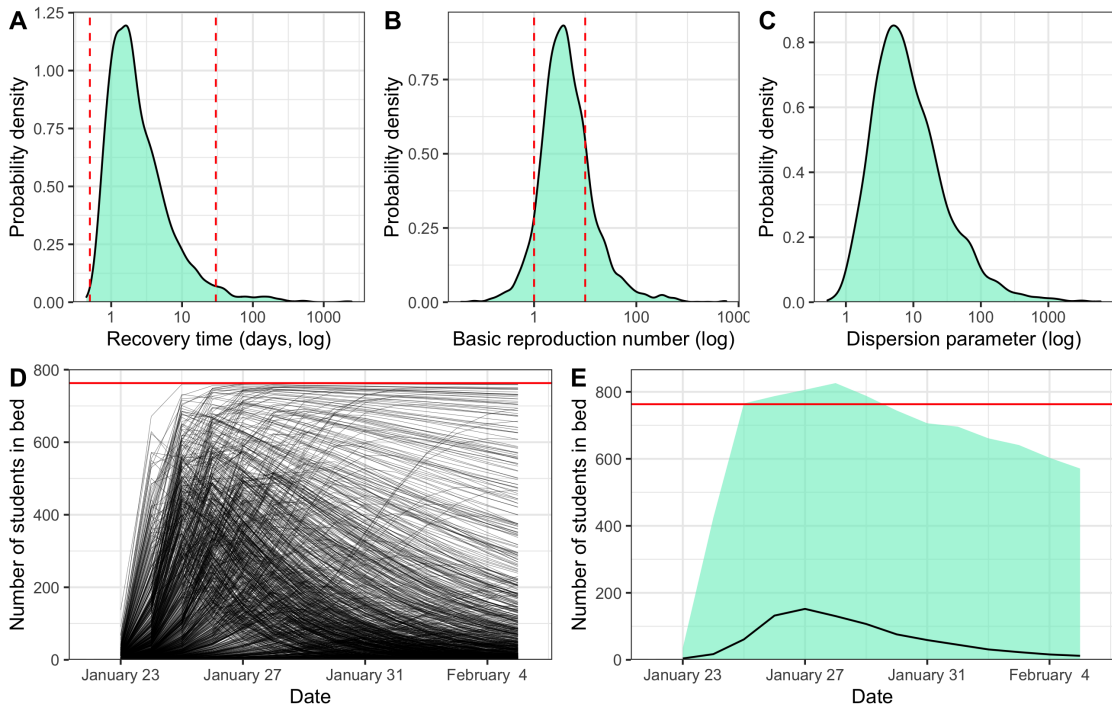 A
Probability density
1.25
1.00
0.75
0.50
0.25
0.00
1
10
100
1000
Recovery time (days, log)
B
Probability density
0.75
0.50
0.25
0.00
1
100
1000
Basic reproduction number (log)
C
Probability density
0.8
0.6
0.4
0.2
0.0
1
10
100
1000
Dispersion parameter (log)
D
Number of students in bed
800
600
400
200
0
January 23
January 27
January 31
February 4
Date
E
Number of students in bed
800
600
400
200
0
January 23
January 27
January 31
February 4
Date